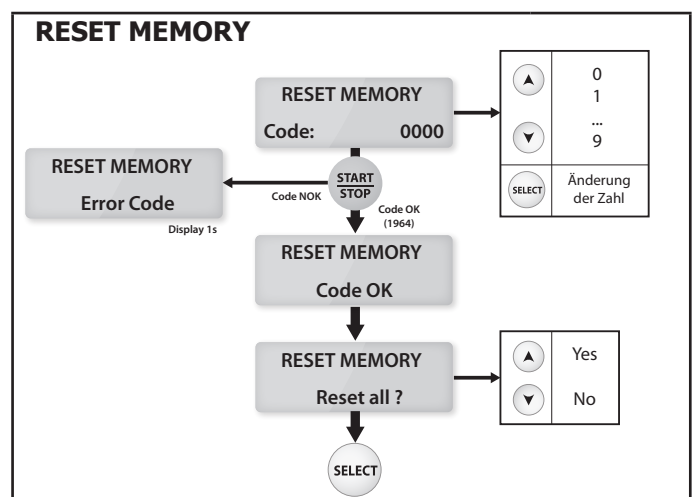 RESET MEMORY
RESET MEMORY
Code: 0000
0
1
...
9
SELECT
Änderung
der Zahl
START
STOP
Code NOK
Code OK
(1964)
RESET MEMORY
Error Code
Display 1s
RESET MEMORY
Code OK
RESET MEMORY
Reset all ?
Yes
No
SELECT